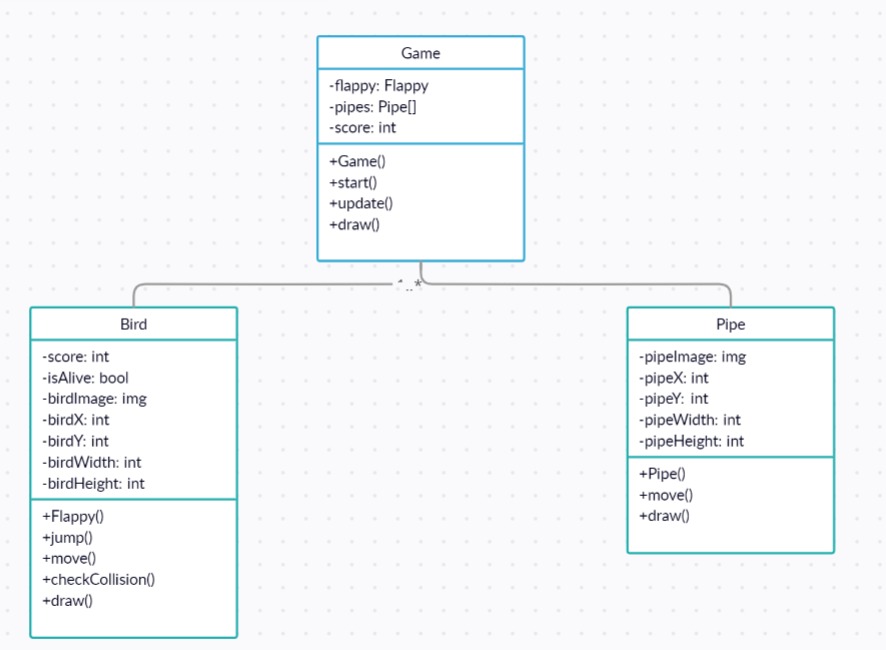 Game
-flappy: Flappy
-pipes: Pipe[]
-score: int
+Game()
+start()
+update()
+draw()
Bird
-score: int
-isAlive: bool
-birdImage: img
-birdX: int
-birdY: int
-birdWidth: int
-birdHeight: int
+Flappy()
+jump()
+move()
+checkCollision()
+draw()
Pipe
-pipeImage: img
-pipeX: int
-pipeY: int
-pipeWidth: int
-pipeHeight: int
+Pipe()
+move()
+draw()